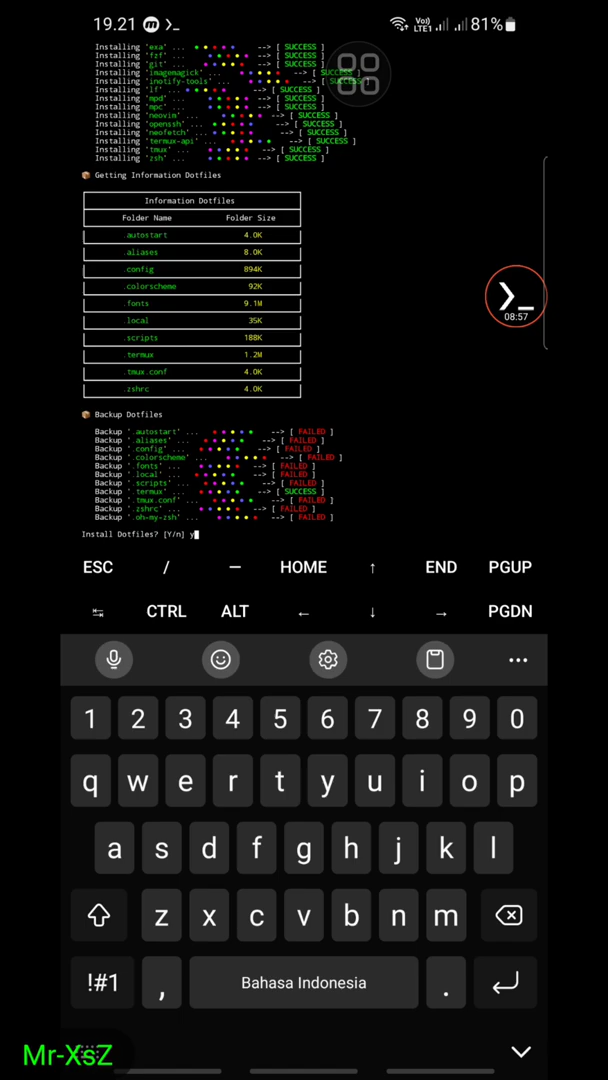 19.21 81%
Vo))
LTE1
Installing 'exa' ... --> [ SUCCESS ]
Installing 'fzf' ... --> [ SUCCESS ]
Installing 'git' ... --> [ SUCCESS ]
Installing 'imagemagick' ... --> [ SUCCESS ]
Installing 'inotify-tools' ... --> [ SUCCESS ]
Installing 'lf' ... --> [ SUCCESS ]
Installing 'mpd' ... --> [ SUCCESS ]
Installing 'mpc' ... --> [ SUCCESS ]
Installing 'neovim' ... --> [ SUCCESS ]
Installing 'openssh' ... --> [ SUCCESS ]
Installing 'neofetch' ... --> [ SUCCESS ]
Installing 'termux-api' ... --> [ SUCCESS ]
Installing 'tmux' ... --> [ SUCCESS ]
Installing 'zsh' ... --> [ SUCCESS ]
Getting Information Dotfiles
Information Dotfiles
Folder Name Folder Size
.autostart 4.0K
.aliases 8.0K
.config 894K
.colorscheme 92K
.fonts 9.1M
.local 35K
.scripts 188K
.termux 1.2M
.tmux.conf 4.0K
.zshrc 4.0K
08:57
Backup Dotfiles
Backup '.autostart' ... --> [ FAILED ]
Backup '.aliases' ... --> [ FAILED ]
Backup '.config' ... --> [ FAILED ]
Backup '.colorscheme' ... --> [ FAILED ]
Backup '.fonts' ... --> [ FAILED ]
Backup '.local' ... --> [ FAILED ]
Backup '.scripts' ... --> [ FAILED ]
Backup '.termux' ... --> [ SUCCESS ]
Backup '.tmux.conf' ... --> [ FAILED ]
Backup '.zshrc' ... --> [ FAILED ]
Backup '.oh-my-zsh' ... --> [ FAILED ]
Install Dotfiles? [Y/n] y
ESC / — HOME ↑ END PGUP
↹ CTRL ALT ← ↓ → PGDN
1 2 3 4 5 6 7 8 9 0
q w e r t y u i o p
a s d f g h j k l
z x c v b n m
!#1 , Bahasa Indonesia .
Mr-XsZ